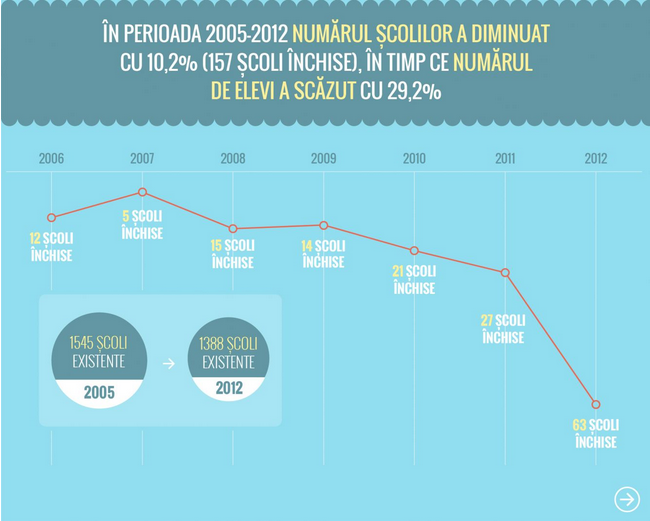 ÎN PERIOADA 2005-2012 NUMĂRUL ȘCOLILOR A DIMINUAT
CU 10,2% (157 ȘCOLI ÎNCHISE), ÎN TIMP CE NUMĂRUL
DE ELEVI A SCĂZUT CU 29,2%
2006 2007 2008 2009 2010 2011 2012
12 ȘCOLI
ÎNCHISE
5 ȘCOLI
ÎNCHISE
15 ȘCOLI
ÎNCHISE
14 ȘCOLI
ÎNCHISE
21 ȘCOLI
ÎNCHISE
27 ȘCOLI
ÎNCHISE
63 ȘCOLI
ÎNCHISE
1545 ȘCOLI
EXISTENTE
2005
1388 ȘCOLI
EXISTENTE
2012